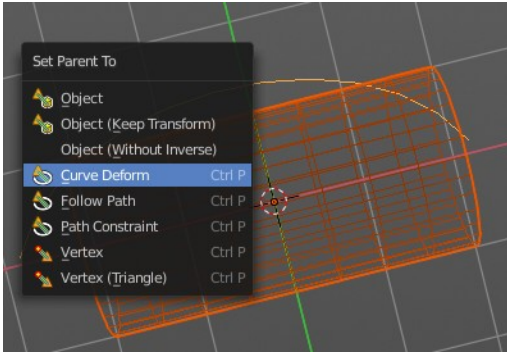 Set Parent To
Object
Object (Keep Transform)
Object (Without Inverse)
Curve Deform Ctrl P
Follow Path Ctrl P
Path Constraint Ctrl P
Vertex Ctrl P
Vertex (Triangle) Ctrl P